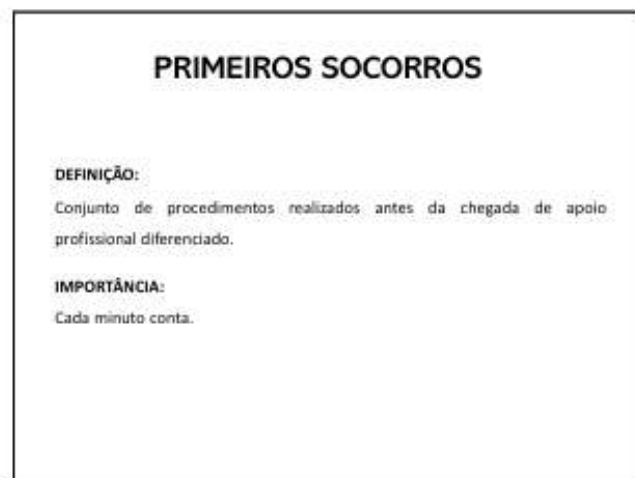 PRIMEIROS SOCORROS
DEFINIÇÃO:
Conjunto de procedimentos realizados antes da chegada de apoio
profissional diferenciado.
IMPORTÂNCIA:
Cada minuto conta.